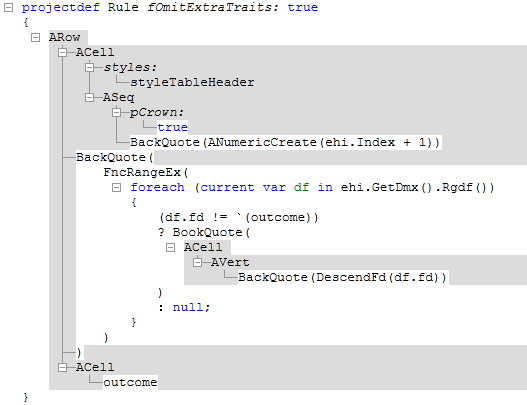 projectdef Rule fOmitExtraTraits: true
{
ARow
ACell
styles:
styleTableHeader
ASeq
pCrown:
true
BackQuote(ANumericCreate(ehi.Index + 1))
BackQuote(
FncRangeEx(
foreach (current var df in ehi.GetDmx().Rgdf())
{
(df.fd != `(outcome))
? BookQuote(
ACell
AVert
BackQuote(DescendFd(df.fd))
)
: null;
}
)
)
ACell
outcome
}